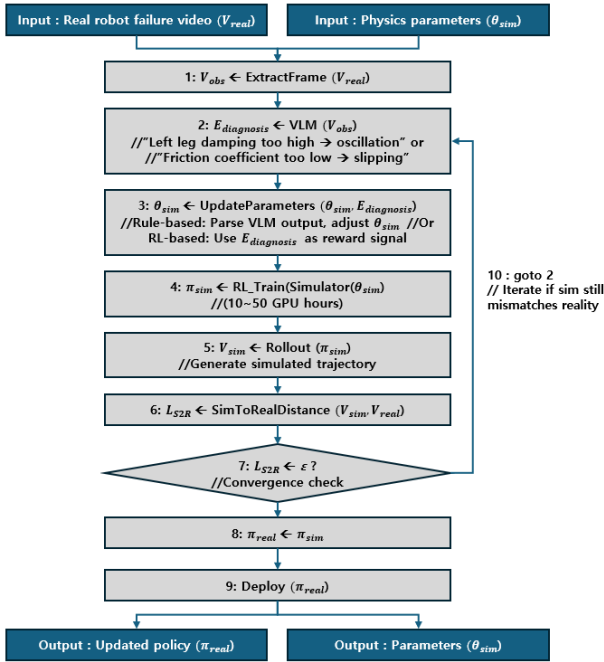 Input : Real robot failure video (V_real)
Input : Physics parameters (θ_sim)
1: V_obs ← ExtractFrame (V_real)
2: E_diagnosis ← VLM (V_obs)
//"Left leg damping too high → oscillation" or
//"Friction coefficient too low → slipping"
3: θ_sim ← UpdateParameters (θ_sim, E_diagnosis)
//Rule-based: Parse VLM output, adjust θ_sim //Or
RL-based: Use E_diagnosis as reward signal
4: π_sim ← RL_Train(Simulator(θ_sim)
//(10~50 GPU hours)
10 : goto 2
// Iterate if sim still
mismatches reality
5: V_sim ← Rollout (π_sim)
//Generate simulated trajectory
6: L_S2R ← SimToRealDistance (V_sim, V_real)
7: L_S2R ← ε ?
//Convergence check
8: π_real ← π_sim
9: Deploy (π_real)
Output : Updated policy (π_real)
Output : Parameters (θ_sim)